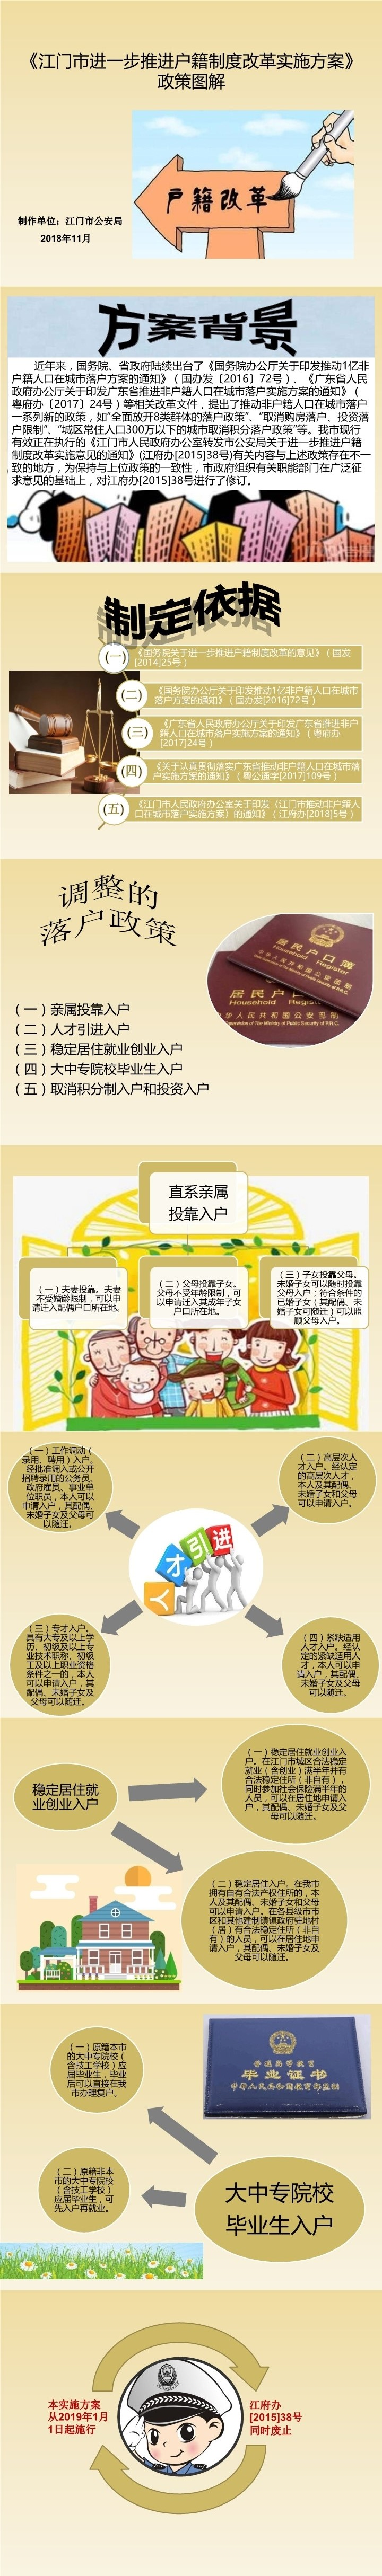 《江门市进一步推进户籍制度改革实施方案》
政策图解
户籍改革
制作单位：江门市公安局
2018年11月
方案背景
近年来，国务院、省政府陆续出台了《国务院办公厅关于印发推动1亿非
户籍人口在城市落户方案的通知》（国办发〔2016〕72号）、《广东省人民
政府办公厅关于印发广东省推进非户籍人口在城市落户实施方案的通知》（
粤府办〔2017〕24号）等相关改革文件，提出了推动非户籍人口在城市落户
一系列新的政策，如“全面放开8类群体的落户政策”、“取消购房落户、投资落
户限制”、“城区常住人口300万以下的城市取消积分落户政策”等。我市现行
有效正在执行的《江门市人民政府办公室转发市公安局关于进一步推进户籍
制度改革实施意见的通知》(江府办[2015]38号)有关内容与上述政策存在不一
致的地方，为保持与上位政策的一致性，市政府组织有关职能部门在广泛征
求意见的基础上，对江府办[2015]38号进行了修订。
制定依据
(一)
《国务院关于进一步推进户籍制度改革的意见》（国发
[2014]25号）
(二)
《国务院办公厅关于印发推动1亿非户籍人口在城市
落户方案的通知》（国办发[2016]72号）
(三)
《广东省人民政府办公厅关于印发广东省推进非户
籍人口在城市落户实施方案的通知》（粤府办
[2017]24号）
(四)
《关于认真贯彻落实广东省推动非户籍人口在城市落
户实施方案的通知》（粤公通字[2017]109号）
(五)
《江门市人民政府办公室关于印发〈江门市推动非户籍人
口在城市落户实施方案〉的通知》（江府办[2018]5号）
调整的
落户政策
居民户口簿
Household Register
中华人民共和国公安部制
居民户口
Household Regist
华人民共和国公安部制
Supervision of The Ministry of Public Security of P.R.C.
（一）亲属投靠入户
（二）人才引进入户
（三）稳定居住就业创业入户
（四）大中专院校毕业生入户
（五）取消积分制入户和投资入户
直系亲属
投靠入户
（一）夫妻投靠。夫妻
不受婚龄限制，可以申
请迁入配偶户口所在地。
（二）父母投靠子女。
父母不受年龄限制，可
以申请迁入其成年子女
户口所在地。
（三）子女投靠父母。
未婚子女可以随时投靠
父母入户；符合条件的
已婚子女（其配偶、未
婚子女可随迁）可以照
顾父母入户。
（一）工作调动（
录用、聘用）入户。
经批准调入或公开
招聘录用的公务员、
政府雇员、事业单
位职员，本人可以
申请入户，其配偶、
未婚子女及父母可
以随迁。
（二）高层次人
才入户。经认定
的高层次人才，
本人及其配偶、
未婚子女和父母
可以申请入户。
人才引进
（三）专才入户。
具有大专及以上学
历、初级及以上专
业技术职称、初级
工及以上职业资格
条件之一的，本人
可以申请入户，其
配偶、未婚子女及
父母可以随迁。
（四）紧缺适用
人才入户。经认
定的紧缺适用人
才，本人可以申
请入户，其配偶、
未婚子女及父母
可以随迁。
稳定居住就
业创业入户
（一）稳定居住就业创业入
户。在江门市城区合法稳定
就业（含创业）满半年并有
合法稳定住所（非自有），
同时参加社会保险满半年的
人员，可以在居住地申请入
户，其配偶、未婚子女及父
母可以随迁。
（二）稳定居住入户。在我市
拥有自有合法产权住所的，本
人及其配偶、未婚子女和父母
可以申请入户。在各县级市市
区和其他建制镇镇政府驻地村
（居）有合法稳定住所（非自
有）的人员，可以在居住地申
请入户，其配偶、未婚子女及
父母可以随迁。
（一）原籍本市
的大中专院校（
含技工学校）应
届毕业生，毕业
后可以直接在我
市办理复户。
普通高等教育
毕业证书
中华人民共和国教育部监制
（二）原籍非本
市的大中专院校
（含技工学校）
应届毕业生，可
先入户再就业。
大中专院校
毕业生入户
本实施方案
从2019年1月
1日起施行
江府办
[2015]38号
同时废止